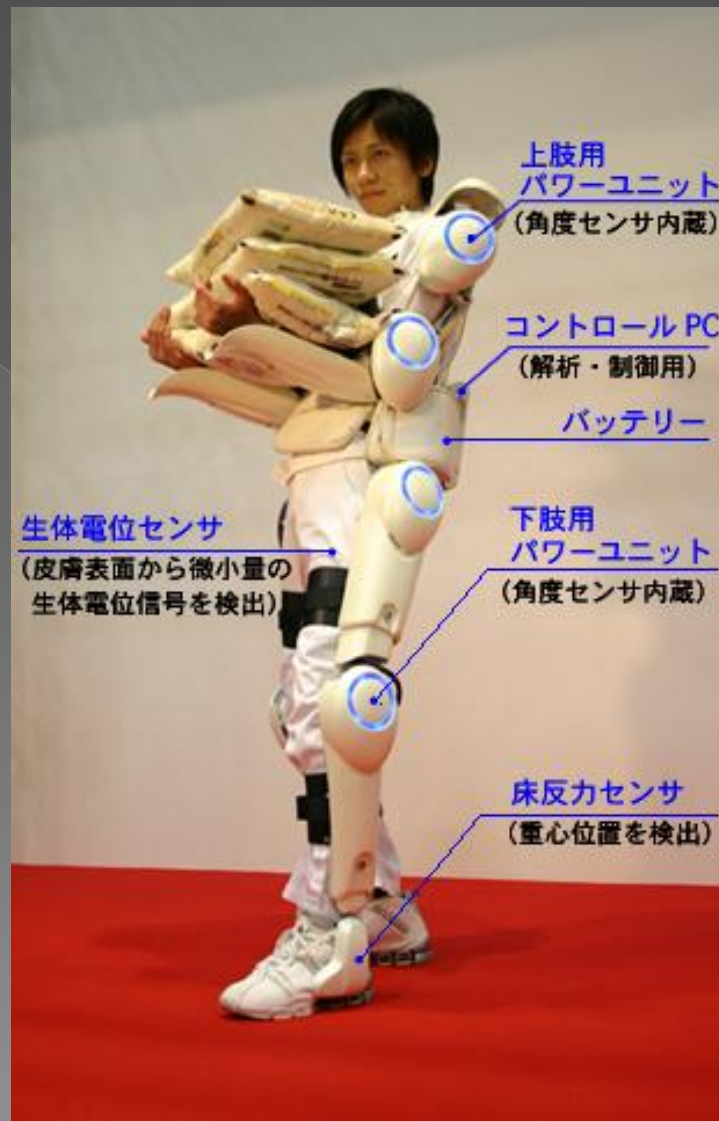 上肢用
パワーユニット
(角度センサ内蔵)
コントロール PC
(解析・制御用)
バッテリー
生体電位センサ
(皮膚表面から微小量の
生体電位信号を検出)
下肢用
パワーユニット
(角度センサ内蔵)
床反力センサ
(重心位置を検出)